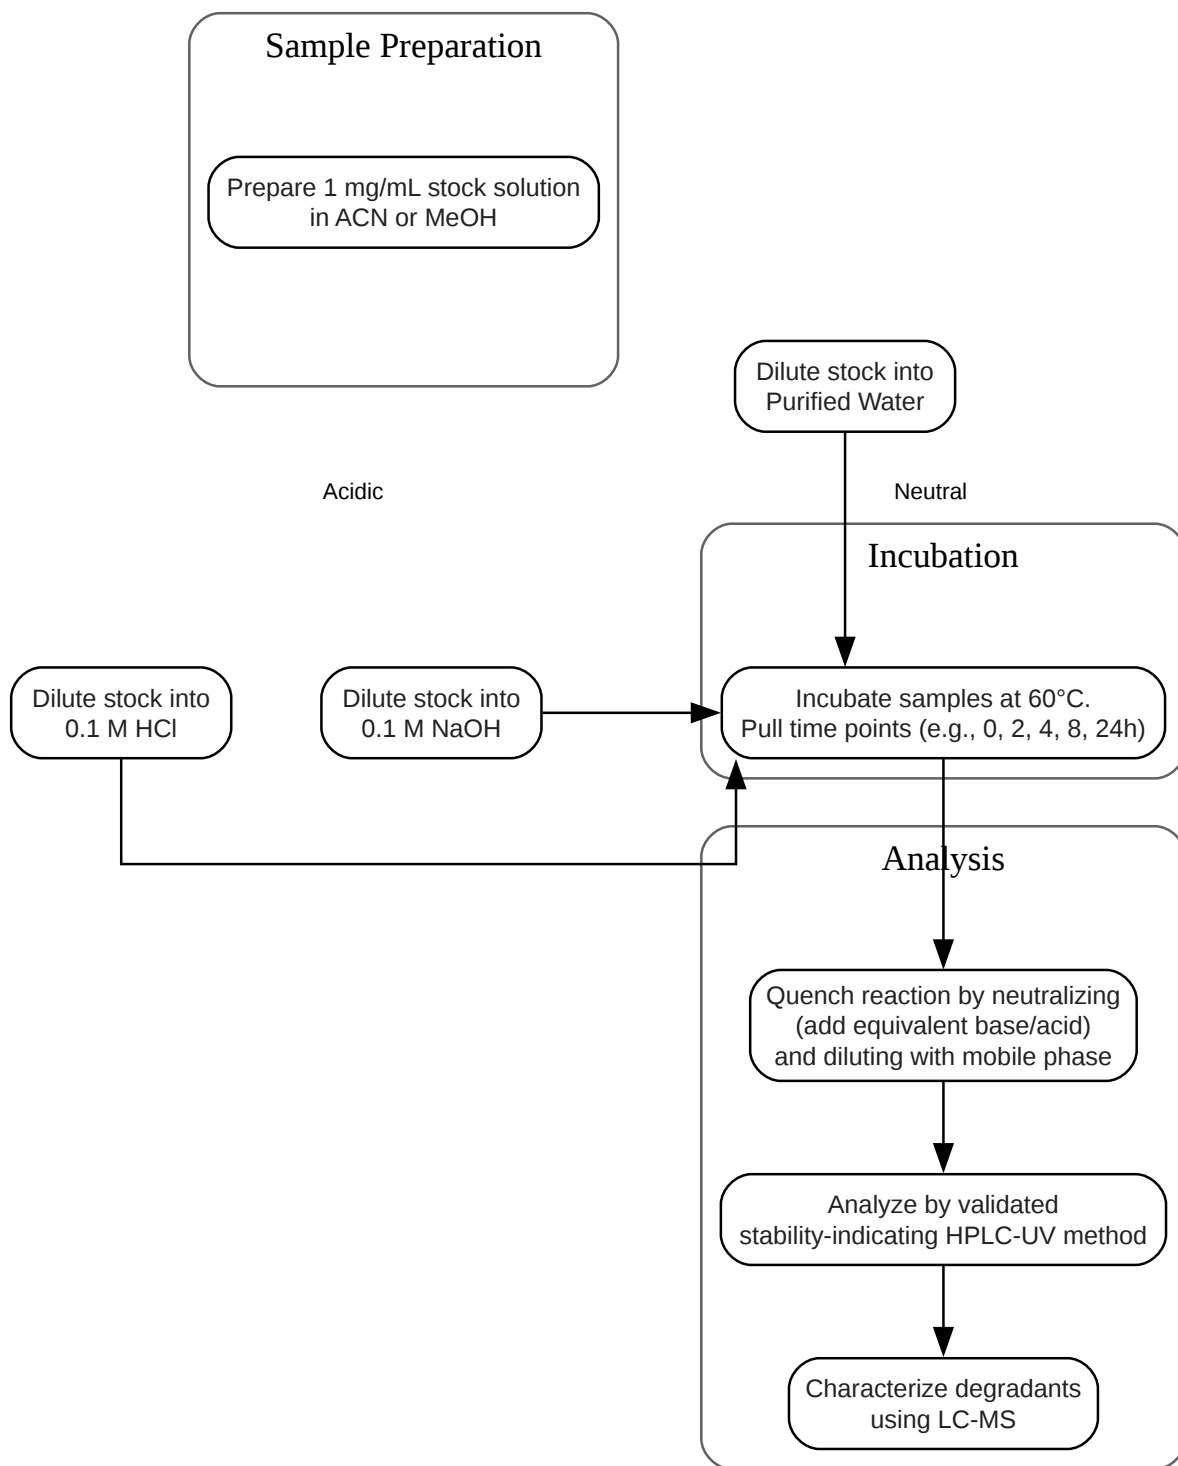 Sample Preparation
Prepare 1 mg/mL stock solution
in ACN or MeOH
Dilute stock into
Purified Water
Acidic
Neutral
Incubation
Dilute stock into
0.1 M HCl
Dilute stock into
0.1 M NaOH
Incubate samples at 60°C.
Pull time points (e.g., 0, 2, 4, 8, 24h)
Analysis
Quench reaction by neutralizing
(add equivalent base/acid)
and diluting with mobile phase
Analyze by validated
stability-indicating HPLC-UV method
Characterize degradants
using LC-MS